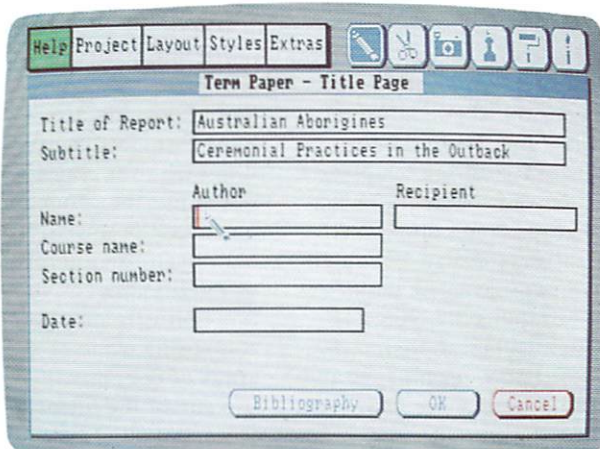 Help Project Layout Styles Extras
Term Paper - Title Page
Title of Report: Australian Aborigines
Subtitle: Ceremonial Practices in the Outback
Author Recipient
Name:
Course name:
Section number:
Date:
Bibliography OK Cancel